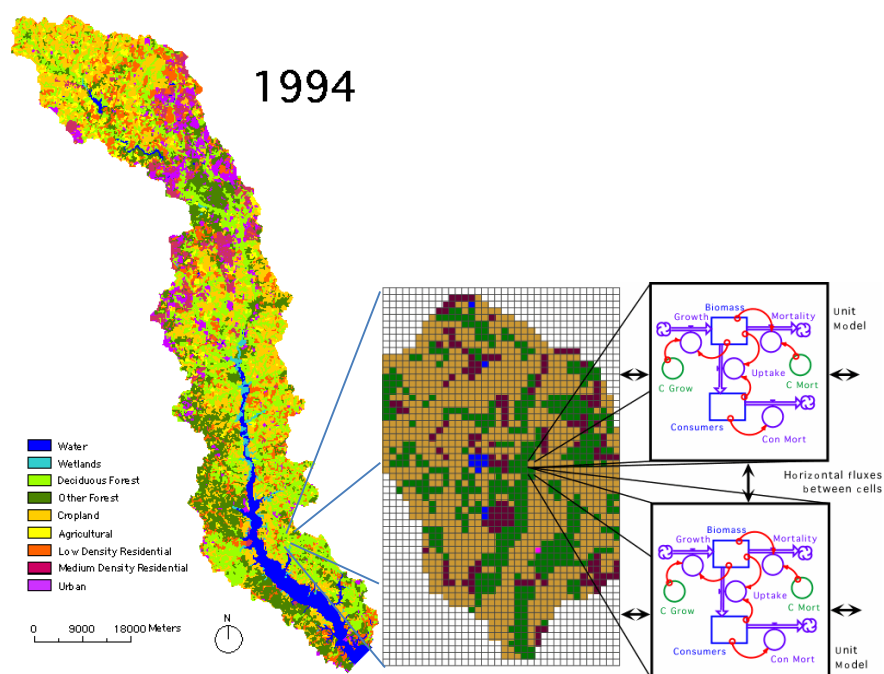 1994
Water
Wetlands
Deciduous Forest
Other Forest
Cropland
Agricultural
Low Density Residential
Medium Density Residential
Urban
0 9000 18000 Meters
N
Biomass
Growth
Mortality
Uptake
C Grow
C Mort
Consumers
Con Mort
Unit
Model
Horizontal fluxes
between cells
Biomass
Growth
Mortality
Uptake
C Grow
C Mort
Consumers
Con Mort
Unit
Model